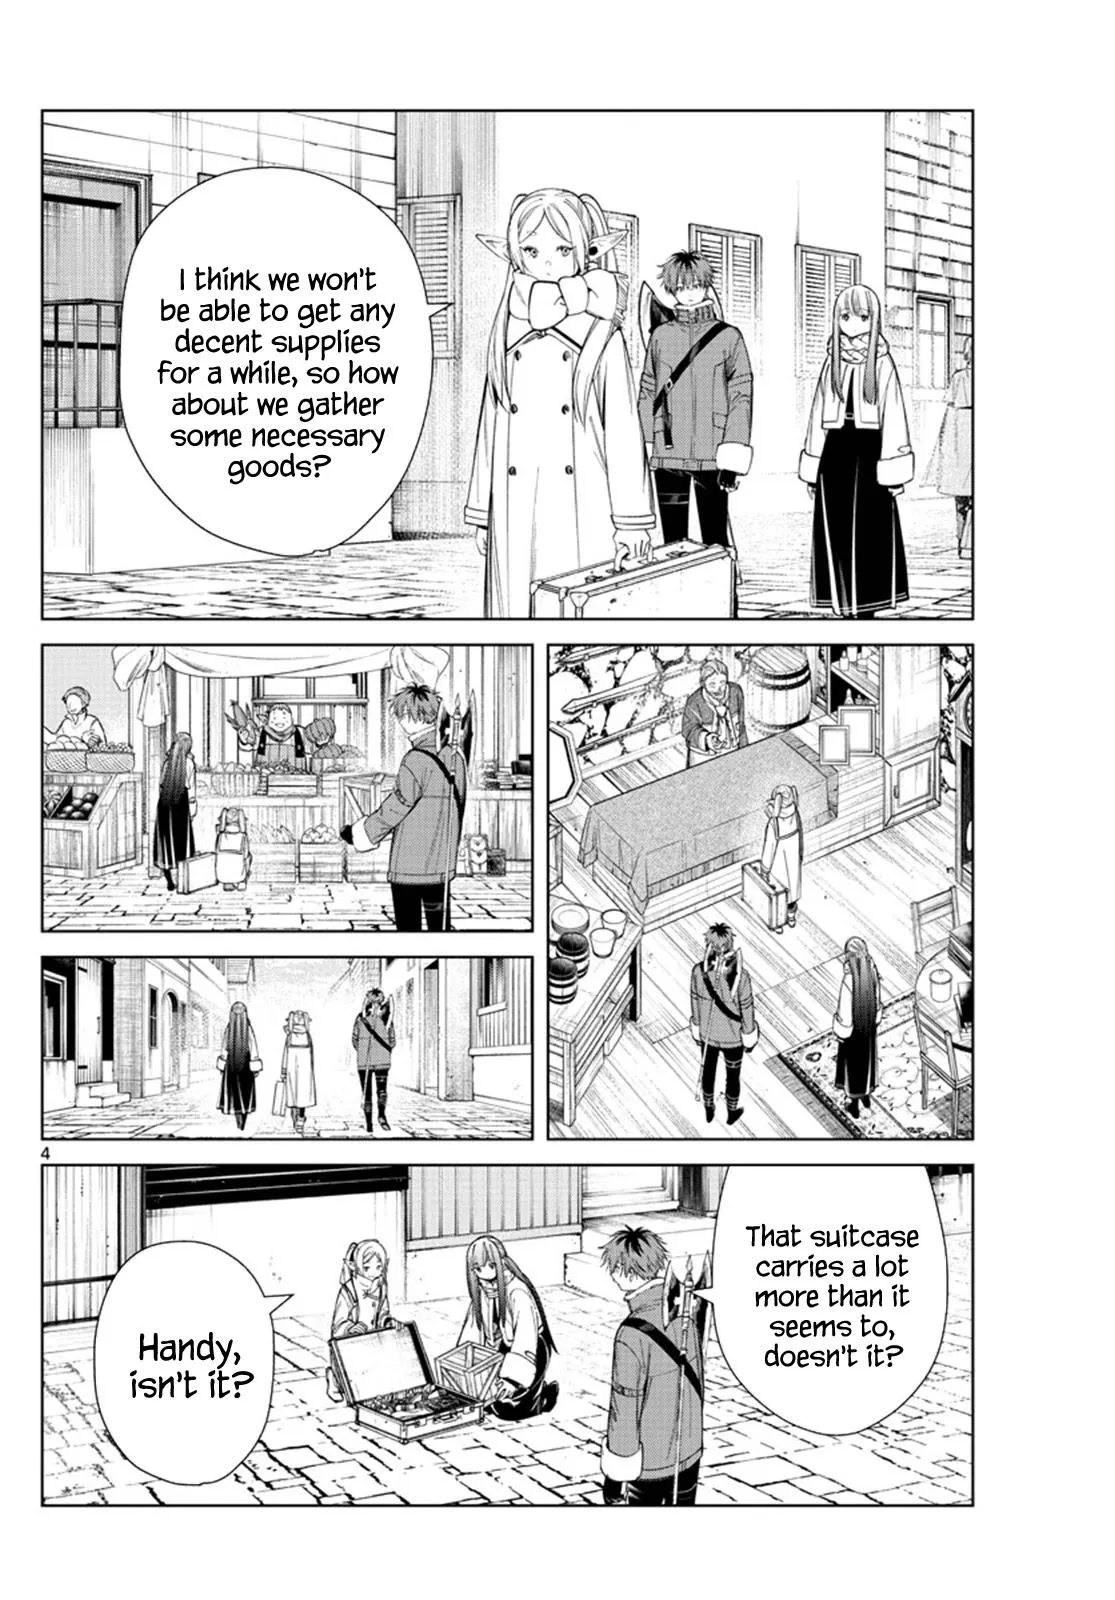 I think we won't
be able to get any
decent supplies
for a while, so how
about we gather
some necessary
goods?
4
That suitcase
carries a lot
more than it
seems to,
doesn't it?
Handy,
isn't it?